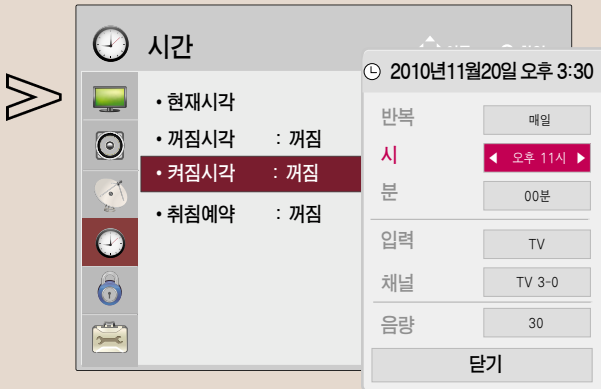 시간
• 현재시각
• 꺼짐시각 : 꺼짐
• 켜짐시각 : 꺼짐
• 취침예약 : 꺼짐
2010년11월20일 오후 3:30
반복 매일
시 ◀ 오후 11시 ▶
분 00분
입력 TV
채널 TV 3-0
음량 30
닫기